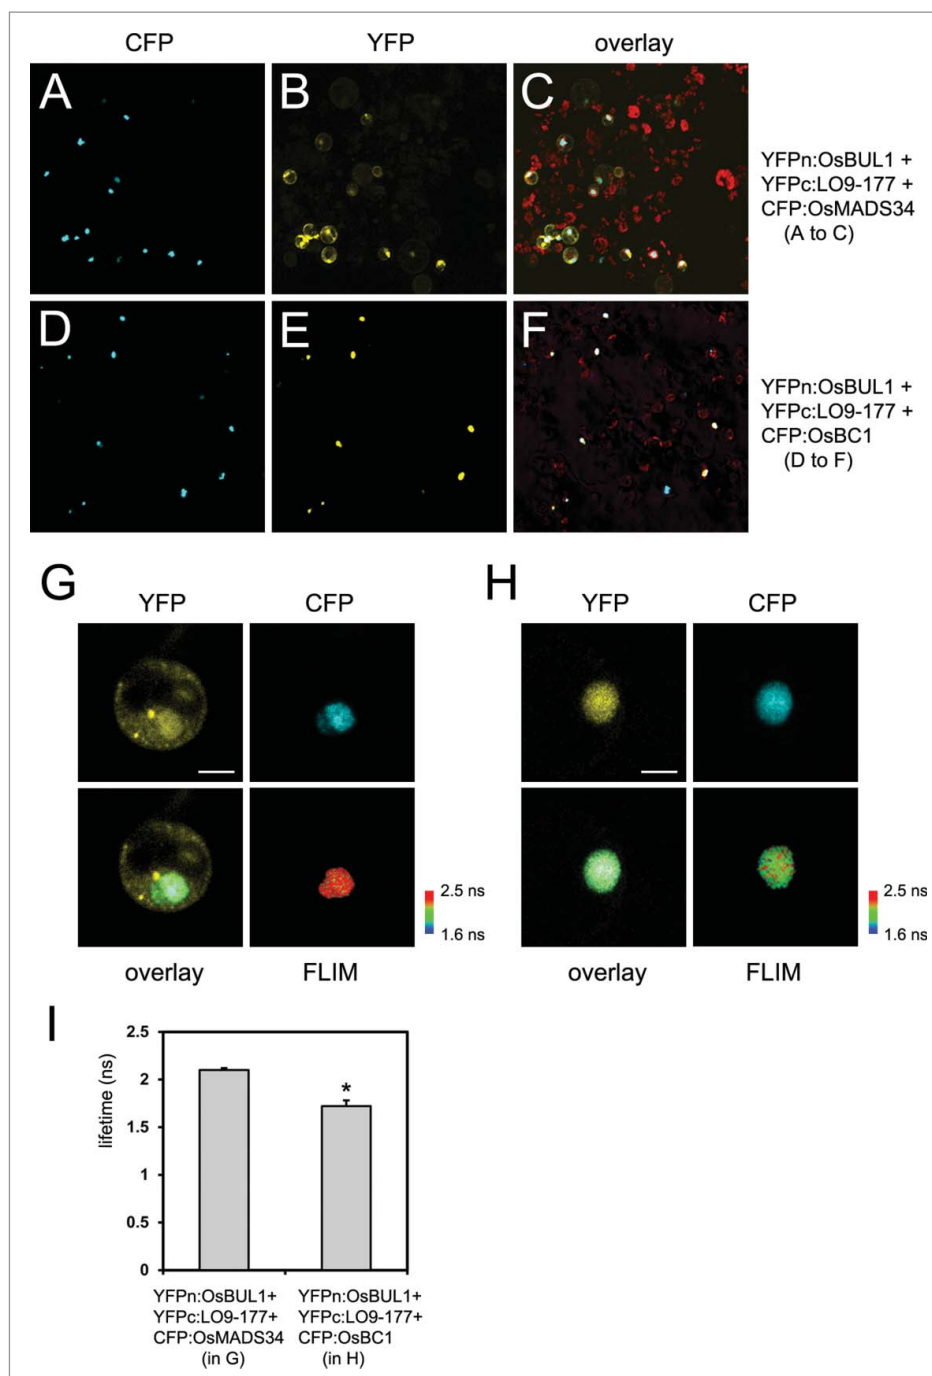 CFP YFP overlay
A B C
YFPn:OsBUL1 +
YFPc:LO9-177 +
CFP:OsMADS34
(A to C)
D E F
YFPn:OsBUL1 +
YFPc:LO9-177 +
CFP:OsBC1
(D to F)
G H
YFP CFP YFP CFP
2.5 ns 2.5 ns
1.6 ns 1.6 ns
overlay FLIM overlay FLIM
I
lifetime (ns)
2.5
2
*
1.5
1
0.5
0
YFPn:OsBUL1+ YFPn:OsBUL1+
YFPc:LO9-177+ YFPc:LO9-177+
CFP:OsMADS34 CFP:OsBC1
(in G) (in H)